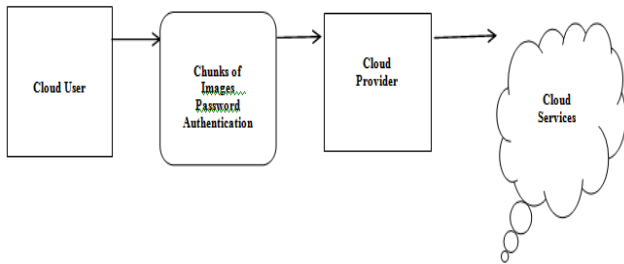 Cloud User
Chunks of
Images
Password
Authentication
Cloud
Provider
Cloud
Services